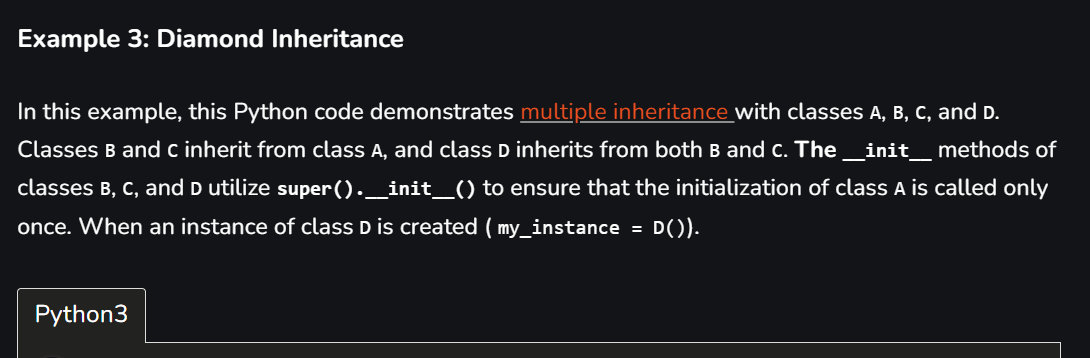 Example 3: Diamond Inheritance
In this example, this Python code demonstrates multiple inheritance with classes A, B, C, and D.
Classes B and C inherit from class A, and class D inherits from both B and C. The __init__ methods of
classes B, C, and D utilize super().__init__() to ensure that the initialization of class A is called only
once. When an instance of class D is created ( my_instance = D()).
Python3